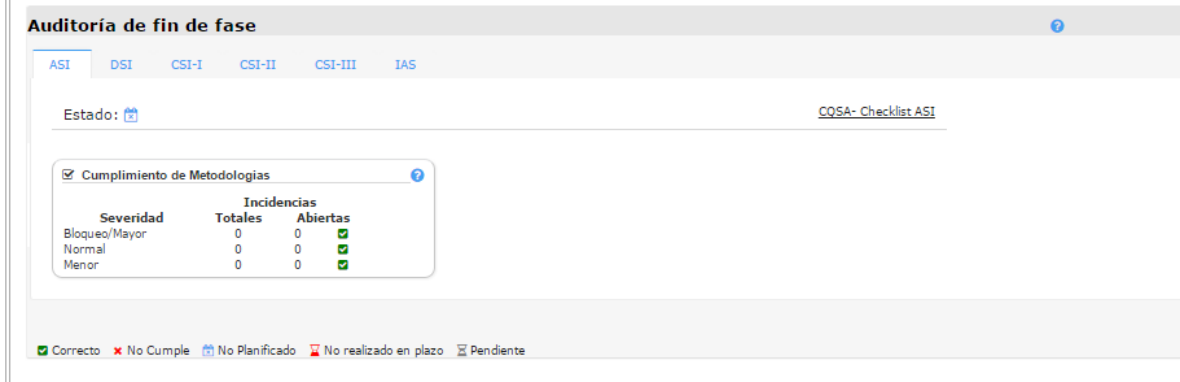 Auditoría de fin de fase
ASI DSI CSI-I CSI-II CSI-III IAS
Estado: CQSA- Checklist ASI
Cumplimiento de Metodologias
Incidencias
Severidad Totales Abiertas
Bloqueo/Mayor 0 0
Normal 0 0
Menor 0 0
Correcto No Cumple No Planificado No realizado en plazo Pendiente